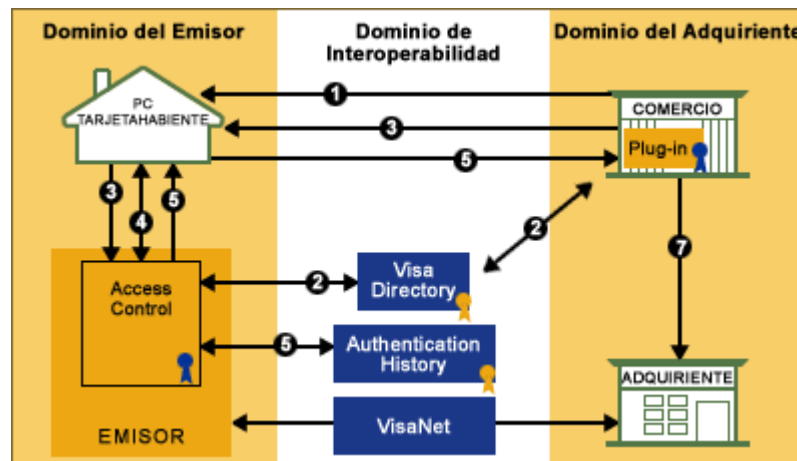 Dominio del Emisor
Dominio de
Interoperabilidad
Dominio del Adquiriente
PC
TARJETAHABIENTE
1
3
5
COMERCIO
Plug-in
3
4
5
2
7
Access
Control
2
Visa
Directory
5
Authentication
History
EMISOR
VisaNet
ADQUIRIENTE